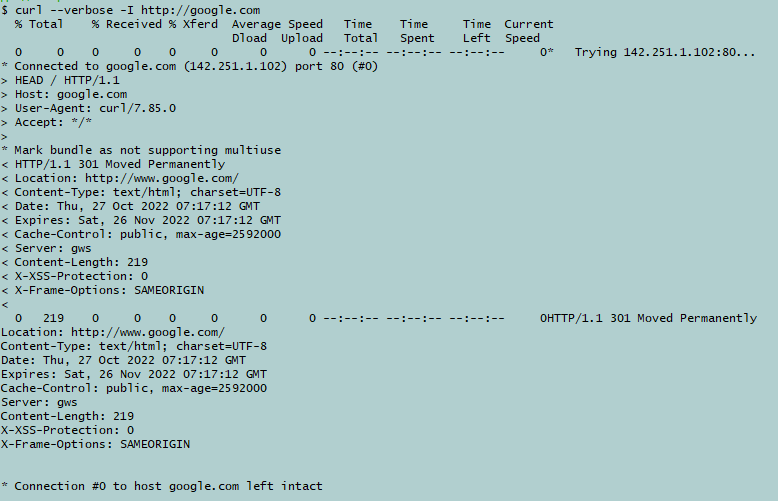 $ curl --verbose -I http://google.com
  % Total    % Received % Xferd  Average Speed   Time    Time     Time  Current
                                 Dload  Upload   Total   Spent    Left  Speed
  0     0    0     0    0     0      0      0 --:--:-- --:--:-- --:--:--     0*   Trying 142.251.1.102:80...
* Connected to google.com (142.251.1.102) port 80 (#0)
> HEAD / HTTP/1.1
> Host: google.com
> User-Agent: curl/7.85.0
> Accept: */*
>
* Mark bundle as not supporting multiuse
< HTTP/1.1 301 Moved Permanently
< Location: http://www.google.com/
< Content-Type: text/html; charset=UTF-8
< Date: Thu, 27 Oct 2022 07:17:12 GMT
< Expires: Sat, 26 Nov 2022 07:17:12 GMT
< Cache-Control: public, max-age=2592000
< Server: gws
< Content-Length: 219
< X-XSS-Protection: 0
< X-Frame-Options: SAMEORIGIN
<
  0   219    0     0    0     0      0      0 --:--:-- --:--:-- --:--:--     0HTTP/1.1 301 Moved Permanently
Location: http://www.google.com/
Content-Type: text/html; charset=UTF-8
Date: Thu, 27 Oct 2022 07:17:12 GMT
Expires: Sat, 26 Nov 2022 07:17:12 GMT
Cache-Control: public, max-age=2592000
Server: gws
Content-Length: 219
X-XSS-Protection: 0
X-Frame-Options: SAMEORIGIN
* Connection #0 to host google.com left intact